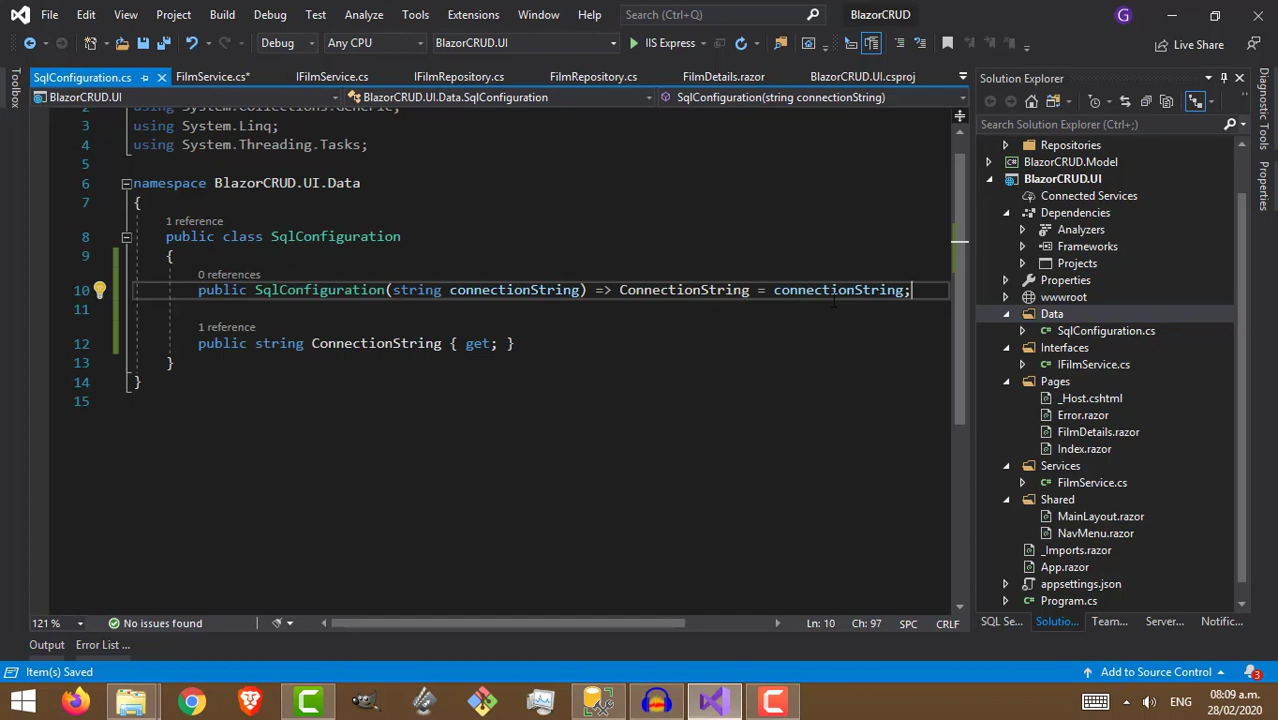 File Edit View Project Build Debug Test Analyze Tools Extensions Window Help Search (Ctrl+Q) BlazorCRUD G
Debug Any CPU BlazorCRUD.UI IIS Express Live Share
SqlConfiguration.cs FilmService.cs* IFilmService.cs IFilmRepository.cs FilmRepository.cs FilmDetails.razor BlazorCRUD.UI.csproj
BlazorCRUD.UI BlazorCRUD.UI.Data.SqlConfiguration SqlConfiguration(string connectionString)
Toolbox
3 using System.Linq;
4 using System.Threading.Tasks;
5
6 namespace BlazorCRUD.UI.Data
7 {
1 reference
8 public class SqlConfiguration
9 {
0 references
10 public SqlConfiguration(string connectionString) => ConnectionString = connectionString;
11
1 reference
12 public string ConnectionString { get; }
13 }
14 }
15
121 % No issues found Ln: 10 Ch: 97 SPC CRLF
Output Error List ...
Solution Explorer
Search Solution Explorer (Ctrl+;)
Repositories
BlazorCRUD.Model
BlazorCRUD.UI
Connected Services
Dependencies
Analyzers
Frameworks
Projects
Properties
wwwroot
Data
SqlConfiguration.cs
Interfaces
IFilmService.cs
Pages
_Host.cshtml
Error.razor
FilmDetails.razor
Index.razor
Services
FilmService.cs
Shared
MainLayout.razor
NavMenu.razor
_Imports.razor
App.razor
appsettings.json
Program.cs
SQL Se... Solutio... Team... Server... Notific...
Diagnostic Tools
Properties
Item(s) Saved Add to Source Control 3
ENG 08:09 a.m.
28/02/2020